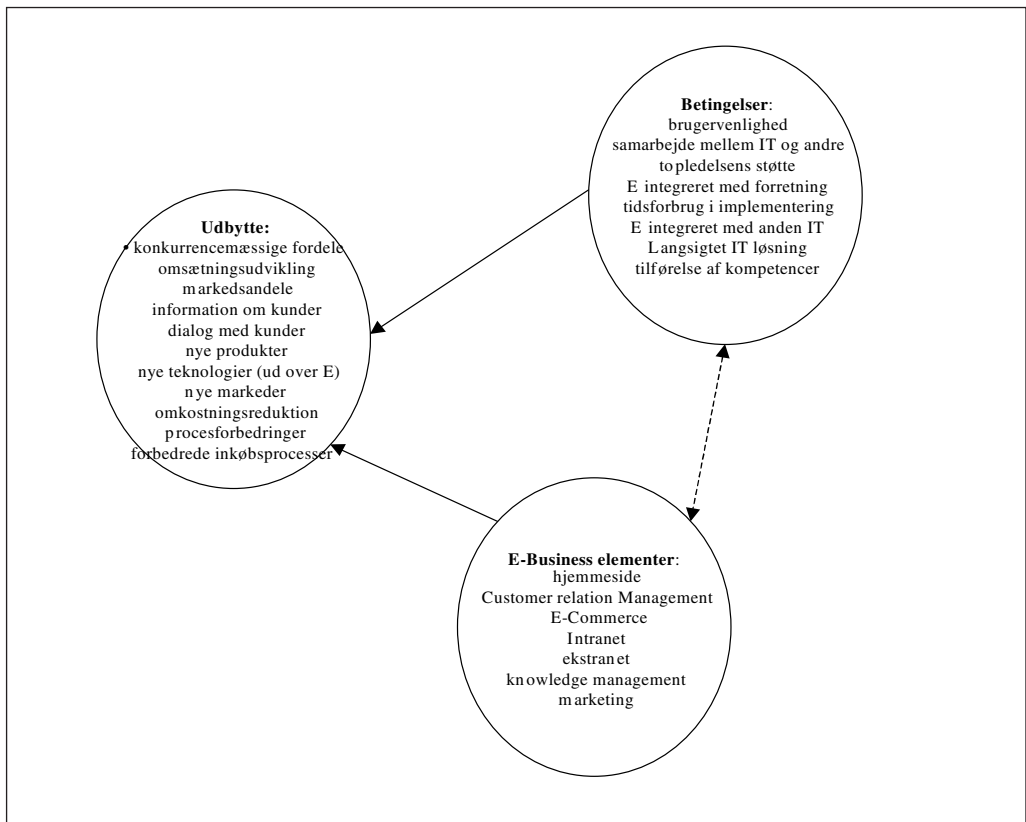 Betingelser:
brugervenlighed
samarbejde mellem IT og andre
topledelsens støtte
E integreret med forretning
tidsforbrug i implementering
E integreret med anden IT
Langsigtet IT løsning
tilførelse af kompetencer
Udbytte:
• konkurrencemæssige fordele
omsætningsudvikling
markedsandele
information om kunder
dialog med kunder
nye produkter
nye teknologier (ud over E)
nye markeder
omkostningsreduktion
procesforbedringer
forbedrede inkøbsprocesser
E-Business elementer:
hjemmeside
Customer relation Management
E-Commerce
Intranet
ekstranet
knowledge management
marketing